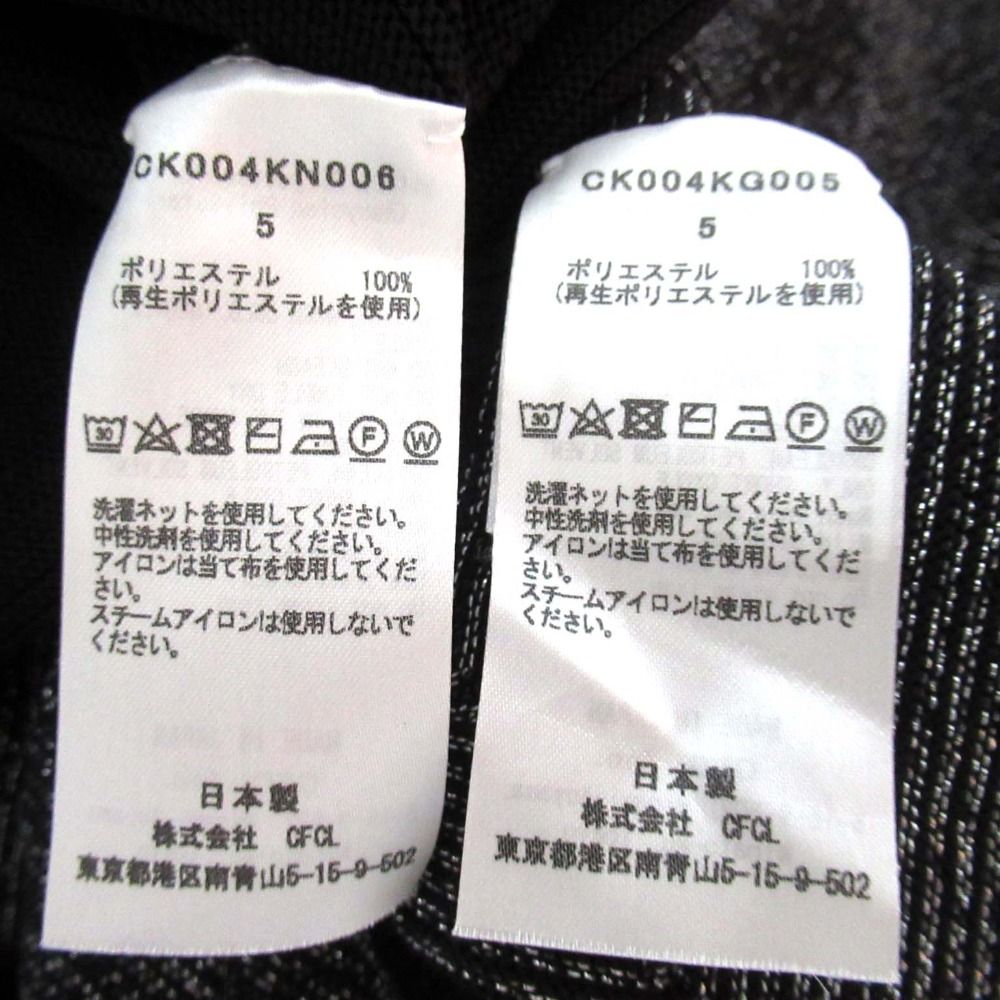 CK004KN006
5
ポリエステル 100%
(再生ポリエステルを使用)
30 F W
洗濯ネットを使用してください。
中性洗剤を使用してください。
アイロンは当て布を使用してくだ
さい。
スチームアイロンは使用しないで
ください。
日本製
株式会社 CFCL
東京都港区南青山5-15-9-502
CK004KG005
5
ポリエステル 100%
(再生ポリエステルを使用)
30 F W
洗濯ネットを使用してください。
中性洗剤を使用してください。
アイロンは当て布を使用してくだ
さい。
スチームアイロンは使用しないで
ください。
日本製
株式会社 CFCL
東京都港区南青山5-15-9-502